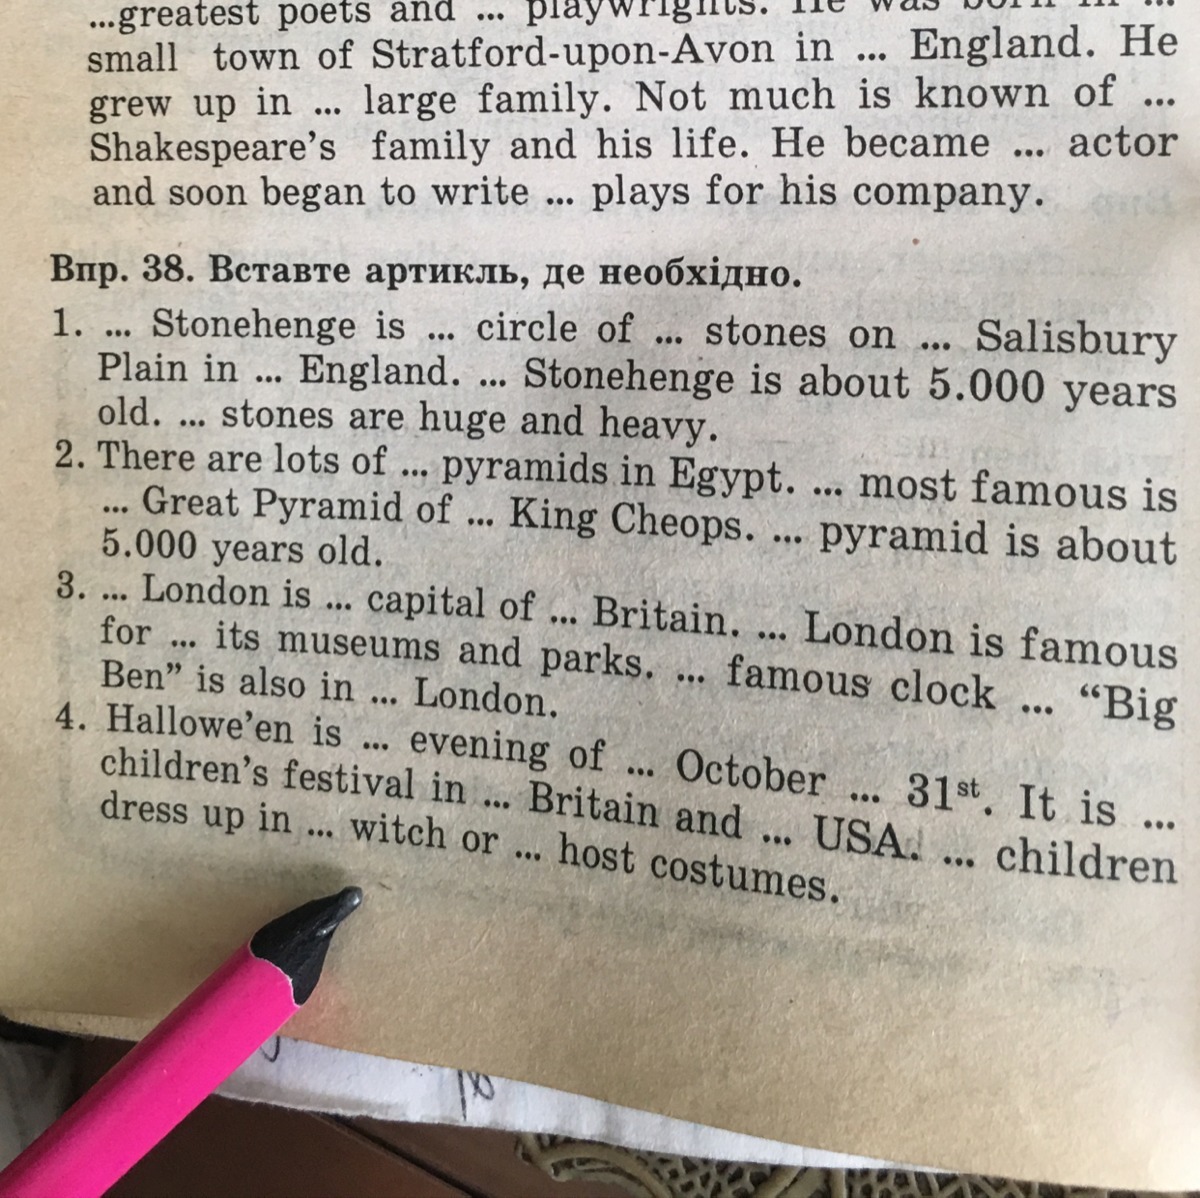 ...greatest poets and ... playwrights. He was born in ...
small town of Stratford-upon-Avon in ... England. He
grew up in ... large family. Not much is known of ...
Shakespeare's family and his life. He became ... actor
and soon began to write ... plays for his company.
Впр. 38. Вставте артикль, де необхідно.
1. ... Stonehenge is ... circle of ... stones on ... Salisbury
Plain in ... England. ... Stonehenge is about 5.000 years
old. ... stones are huge and heavy.
2. There are lots of ... pyramids in Egypt. ... most famous is
... Great Pyramid of ... King Cheops. ... pyramid is about
5.000 years old.
3. ... London is ... capital of ... Britain. ... London is famous
for ... its museums and parks. ... famous clock ... “Big
Ben” is also in ... London.
4. Hallowe'en is ... evening of ... October ... 31st. It is ...
children's festival in ... Britain and ... USA. ... children
dress up in ... witch or ... host costumes.